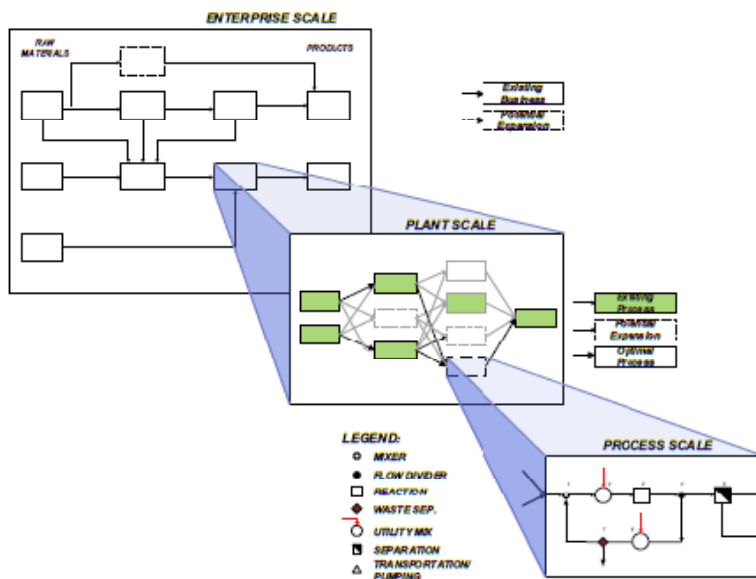 ENTERPRISE SCALE
RAW
MATERIALS
PRODUCTS
Existing
Business
Potential
Expansion
PLANT SCALE
Existing
Process
Potential
Expansion
Optimal
Process
LEGEND:
MIXER
FLOW DIVIDER
REACTION
WASTE SEP.
UTILITY MIX
SEPARATION
TRANSPORTATION/
PUMPING
PROCESS SCALE